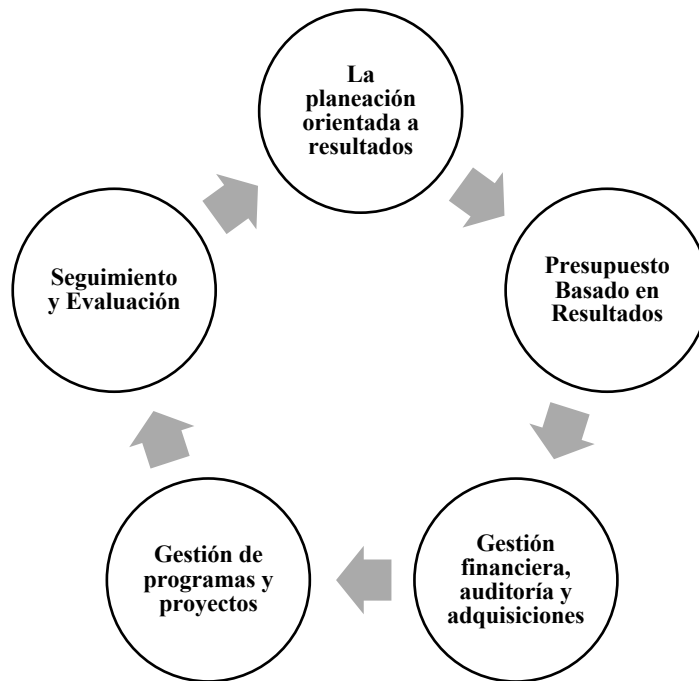 La
planeación
orientada a
resultados
Presupuesto
Basado en
Resultados
Gestión
financiera,
auditoría y
adquisiciones
Gestión de
programas y
proyectos
Seguimiento
y Evaluación